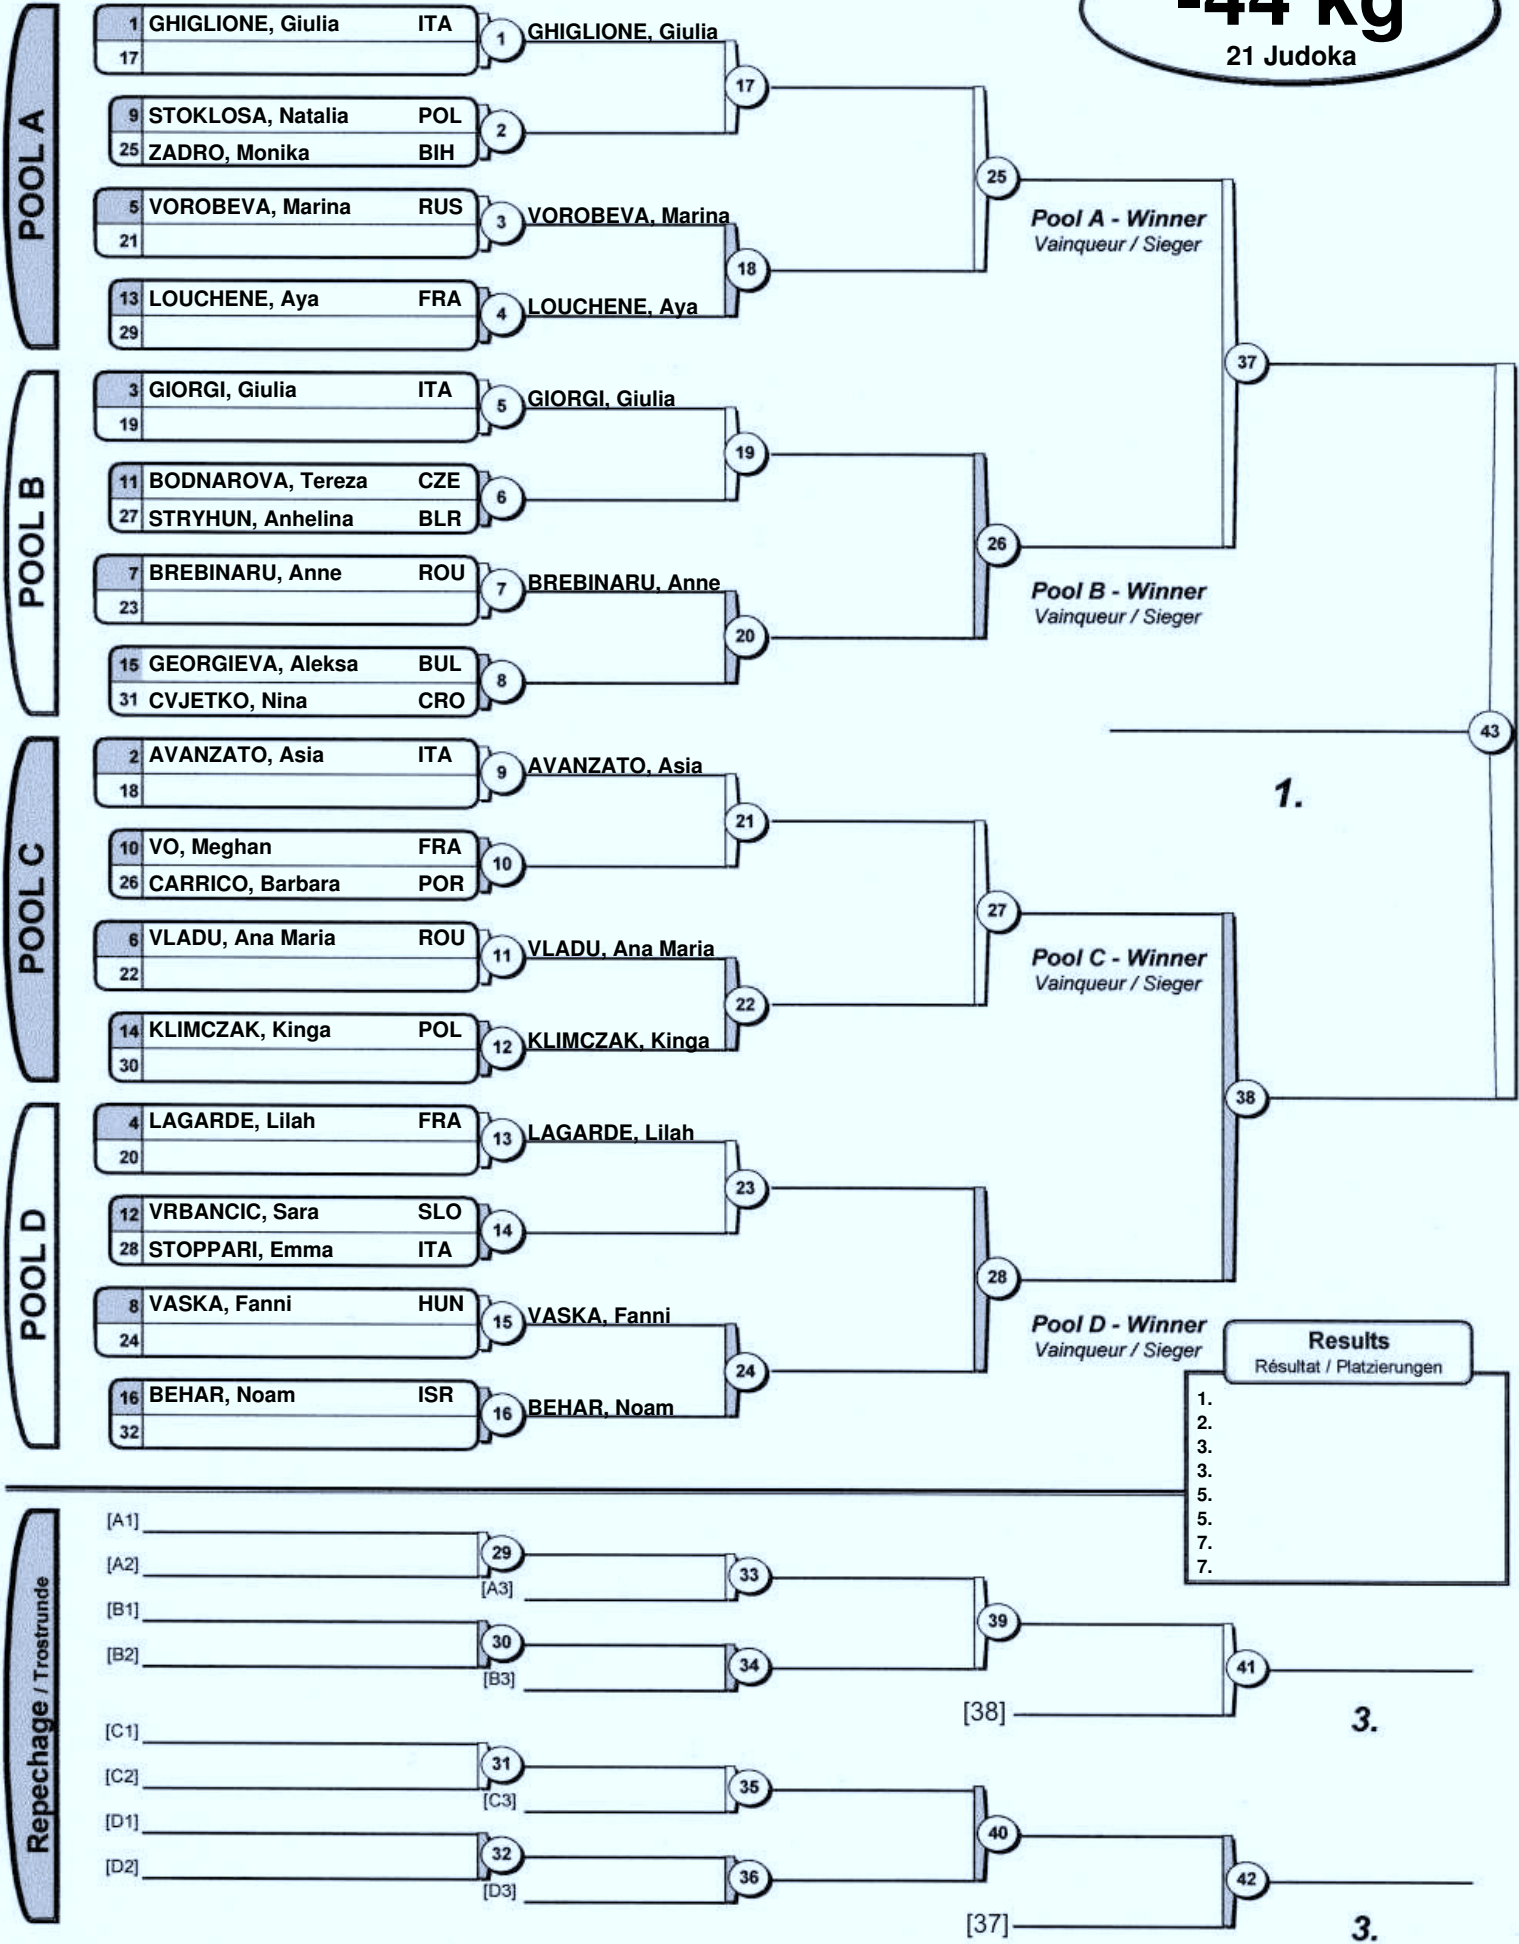 -44 kg
21 Judoka
POOL A
1 GHIGLIONE, Giulia ITA
17
1 GHIGLIONE, Giulia
9 STOKLOSA, Natalia POL
25 ZADRO, Monika BIH
2
17
5 VOROBEVA, Marina RUS
21
3 VOROBEVA, Marina
13 LOUCHENE, Aya FRA
29
4 LOUCHENE, Aya
18
25
Pool A - Winner
Vainqueur / Sieger
POOL B
3 GIORGI, Giulia ITA
19
5 GIORGI, Giulia
11 BODNAROVA, Tereza CZE
27 STRYHUN, Anhelina BLR
6
19
7 BREBINARU, Anne ROU
23
7 BREBINARU, Anne
15 GEORGIEVA, Aleksa BUL
31 CVJETKO, Nina CRO
8
20
26
Pool B - Winner
Vainqueur / Sieger
37
43
1.
POOL C
2 AVANZATO, Asia ITA
18
9 AVANZATO, Asia
10 VO, Meghan FRA
26 CARRICO, Barbara POR
10
21
6 VLADU, Ana Maria ROU
22
11 VLADU, Ana Maria
14 KLIMCZAK, Kinga POL
30
12 KLIMCZAK, Kinga
22
27
Pool C - Winner
Vainqueur / Sieger
POOL D
4 LAGARDE, Lilah FRA
20
13 LAGARDE, Lilah
12 VRBANCIC, Sara SLO
28 STOPPARI, Emma ITA
14
23
8 VASKA, Fanni HUN
24
15 VASKA, Fanni
16 BEHAR, Noam ISR
32
16 BEHAR, Noam
24
28
Pool D - Winner
Vainqueur / Sieger
38
Results
Résultat / Platzierungen
1.
2.
3.
3.
5.
5.
7.
7.
Repechage / Trostrunde
[A1]
[A2]
29
[A3]
33
[B1]
[B2]
30
[B3]
34
39
[38]
41
3.
[C1]
[C2]
31
[C3]
35
[D1]
[D2]
32
[D3]
36
40
[37]
42
3.